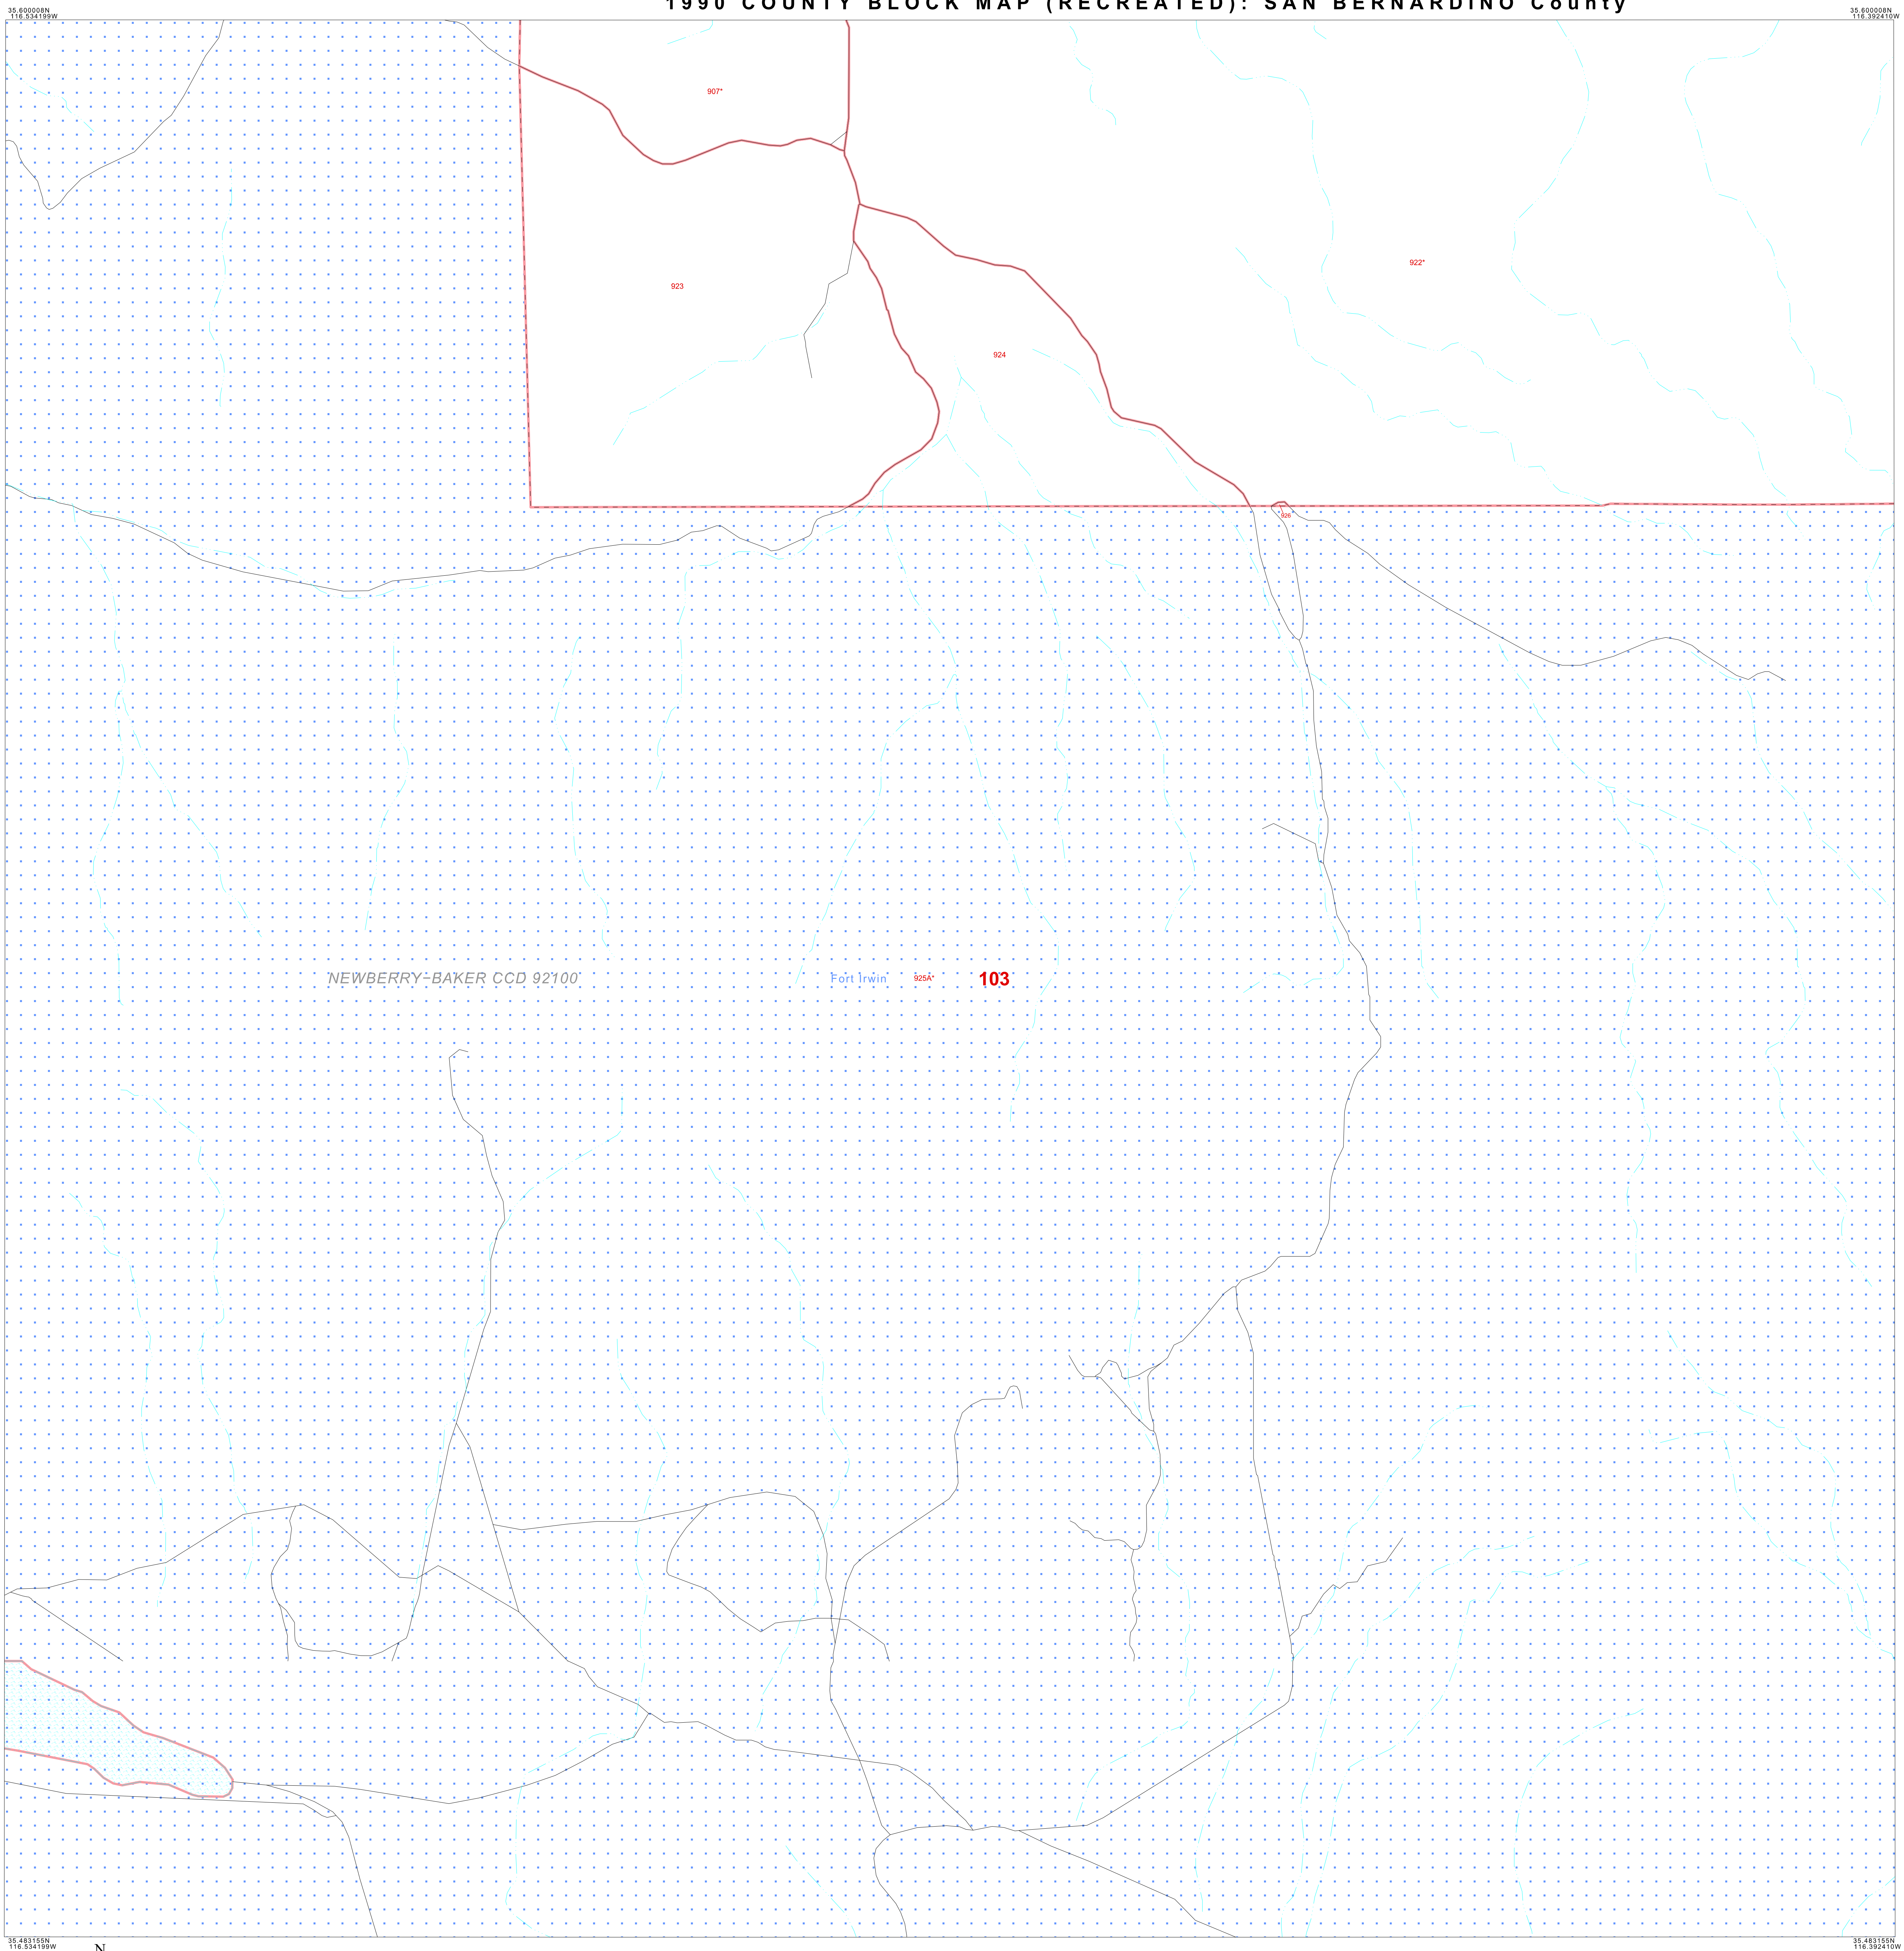 1990 COUNTY BLOCK MAP (RECREATED): SAN BERNARDINO County
35.600008N
116.534199W
35.600008N
116.392410W
907*
922*
923
924
926
NEWBERRY-BAKER CCD 92100
Fort Irwin
925A*
103
35.483155N
116.534199W
N
35.483155N
116.392410W